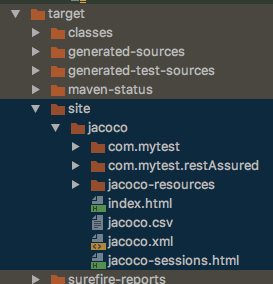 target
classes
generated-sources
generated-test-sources
maven-status
site
jacoco
com.mytest
com.mytest.restAssured
jacoco-resources
index.html
jacoco.csv
jacoco.xml
jacoco-sessions.html
surefire-reports